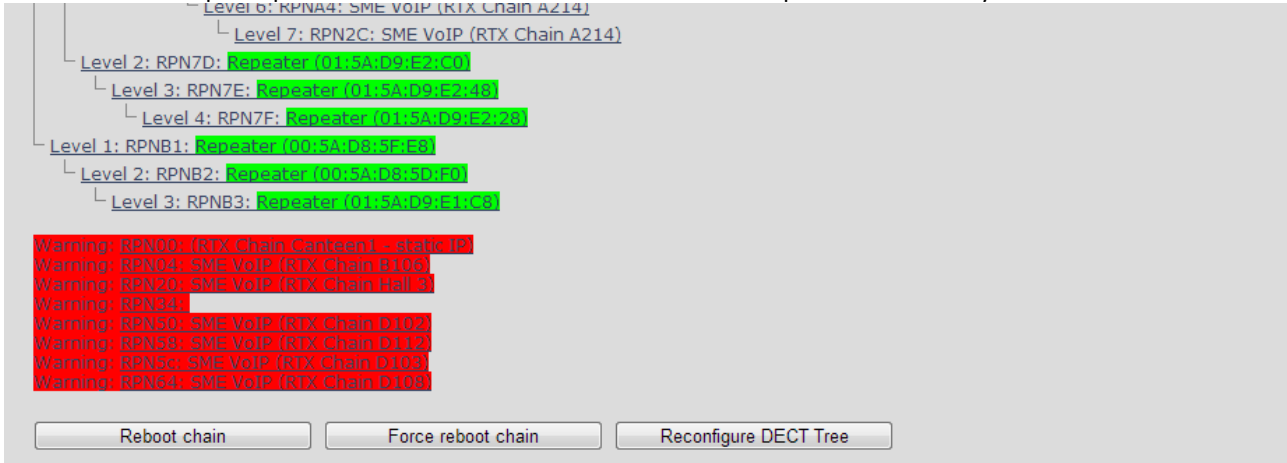 Level 6: RPNA4: SME VoIP (RTX Chain A214)
Level 7: RPN2C: SME VoIP (RTX Chain A214)
Level 2: RPN7D: Repeater (01:5A:D9:E2:C0)
Level 3: RPN7E: Repeater (01:5A:D9:E2:48)
Level 4: RPN7F: Repeater (01:5A:D9:E2:28)
Level 1: RPNB1: Repeater (00:5A:D8:5F:E8)
Level 2: RPNB2: Repeater (00:5A:D8:5D:F0)
Level 3: RPNB3: Repeater (01:5A:D9:E1:C8)
Warning: RPN00: (RTX Chain Canteen1 - static IP)
Warning: RPN04: SME VoIP (RTX Chain B106)
Warning: RPN20: SME VoIP (RTX Chain Hall 3)
Warning: RPN34:
Warning: RPN50: SME VoIP (RTX Chain D102)
Warning: RPN58: SME VoIP (RTX Chain D112)
Warning: RPN5c: SME VoIP (RTX Chain D103)
Warning: RPN64: SME VoIP (RTX Chain D108)
Reboot chain Force reboot chain Reconfigure DECT Tree